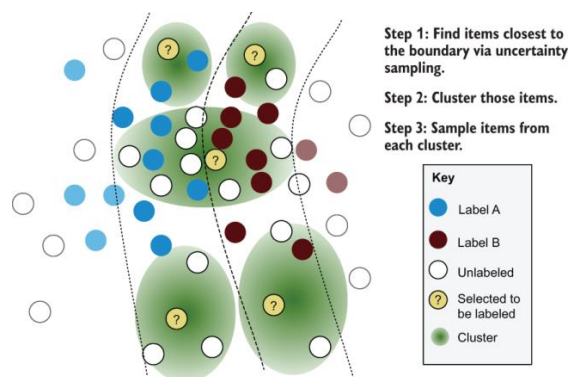 Step 1: Find items closest to
the boundary via uncertainty
sampling.
Step 2: Cluster those items.
Step 3: Sample items from
each cluster.
Key
Label A
Label B
Unlabeled
? Selected to
be labeled
Cluster
?
?
?
?
?